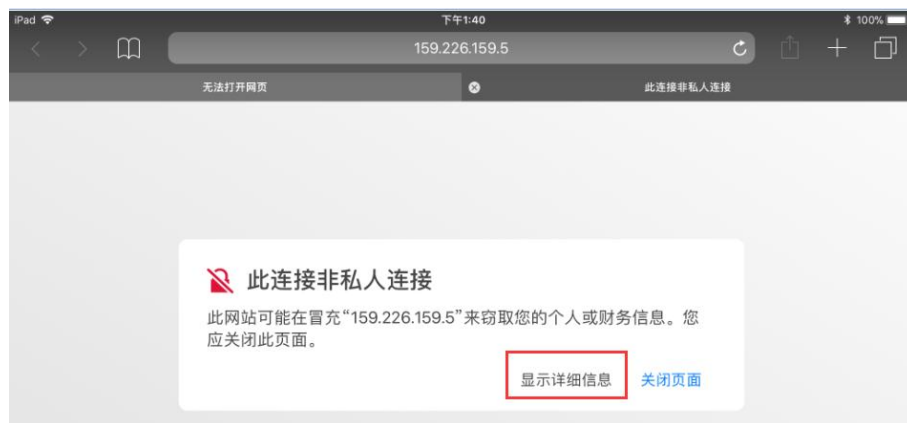 iPad 下午1:40 100%
159.226.159.5
无法打开网页 此连接非私人连接
此连接非私人连接
此网站可能在冒充“159.226.159.5”来窃取您的个人或财务信息。您
应关闭此页面。
显示详细信息 关闭页面